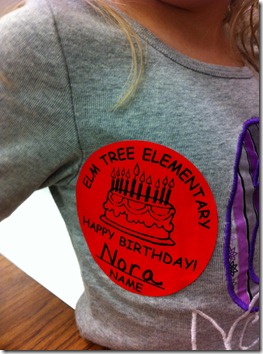 ELM TREE ELEMENTARY
HAPPY BIRTHDAY!
Nora
NAME